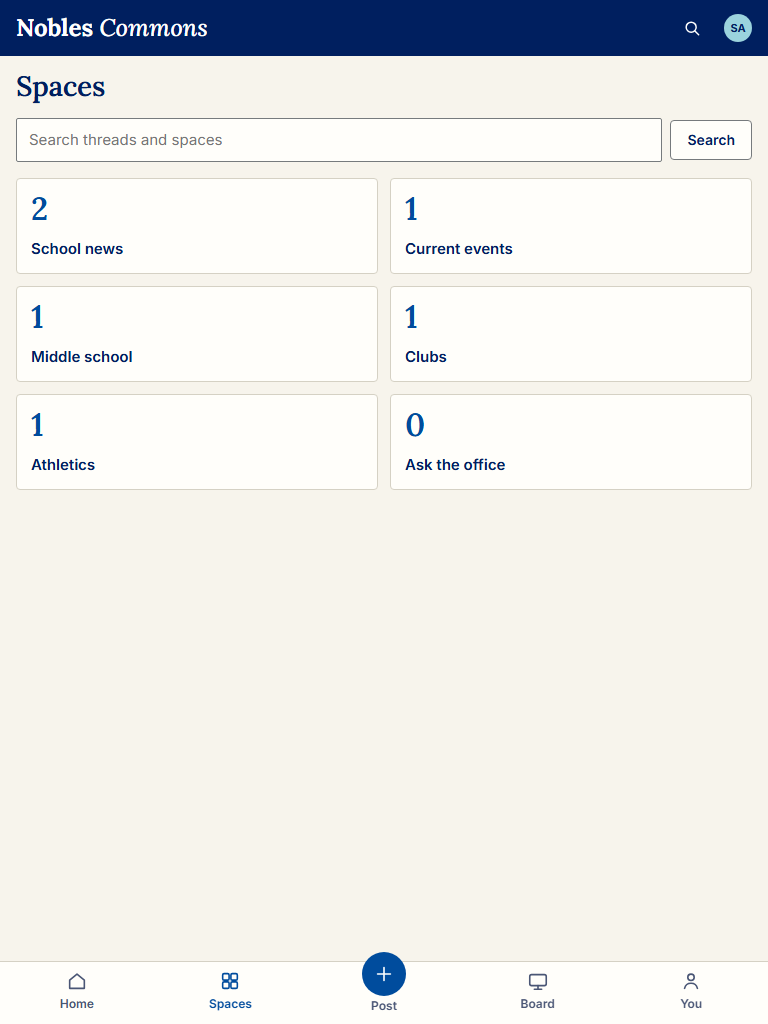 Nobles Commons
SA
Spaces
Search threads and spaces
Search
2
School news
1
Current events
1
Middle school
1
Clubs
1
Athletics
0
Ask the office
Home
Spaces
Post
Board
You